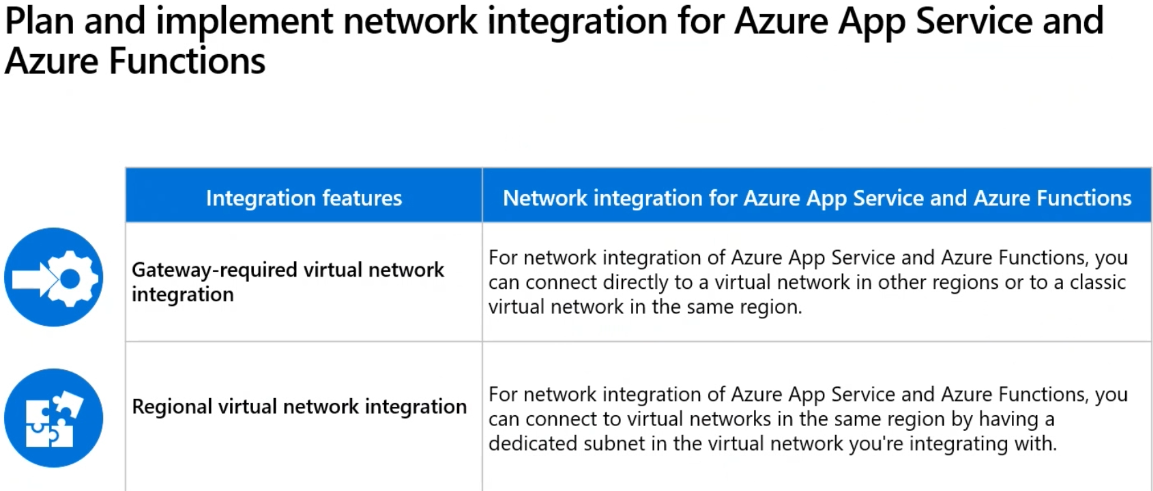 Plan and implement network integration for Azure App Service and
Azure Functions
Integration features
Network integration for Azure App Service and Azure Functions
Gateway-required virtual network
integration
For network integration of Azure App Service and Azure Functions, you
can connect directly to a virtual network in other regions or to a classic
virtual network in the same region.
Regional virtual network integration
For network integration of Azure App Service and Azure Functions, you
can connect to virtual networks in the same region by having a
dedicated subnet in the virtual network you're integrating with.